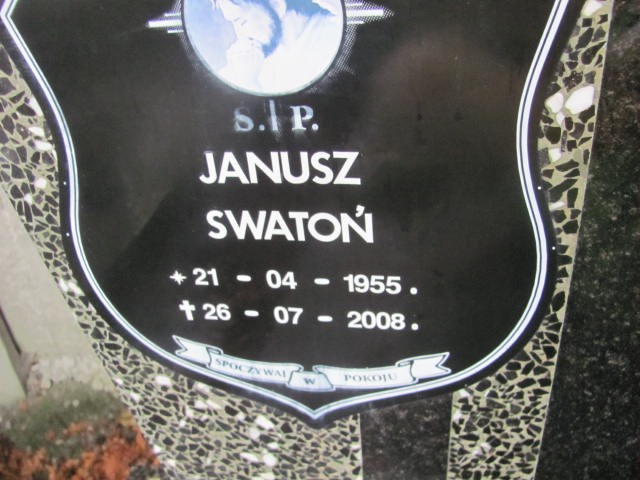 S. P.
JANUSZ
SWATOŃ
* 21 - 04 - 1955.
✝ 26 - 07 - 2008.
SPOCZYWAJ W POKOJU